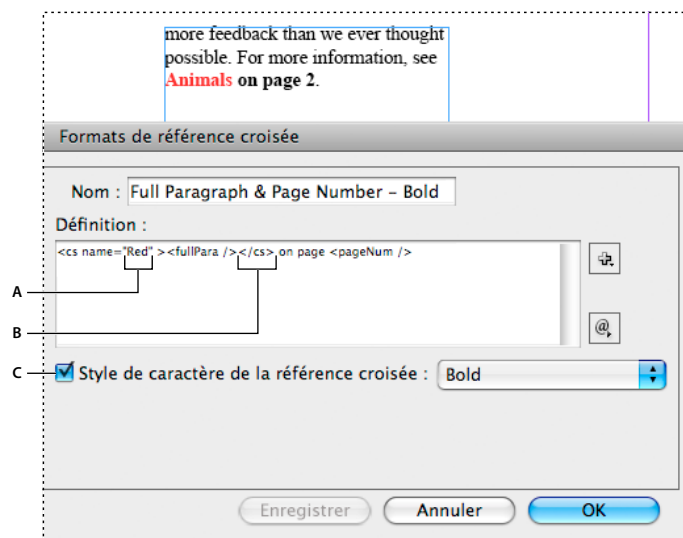 more feedback than we ever thought
possible. For more information, see
Animals on page 2.
Formats de référence croisée
Nom : Full Paragraph & Page Number – Bold
Définition :
<cs name="Red" ><fullPara /></cs> on page <pageNum />
A
B
@
C
Style de caractère de la référence croisée : Bold
Enregistrer Annuler OK